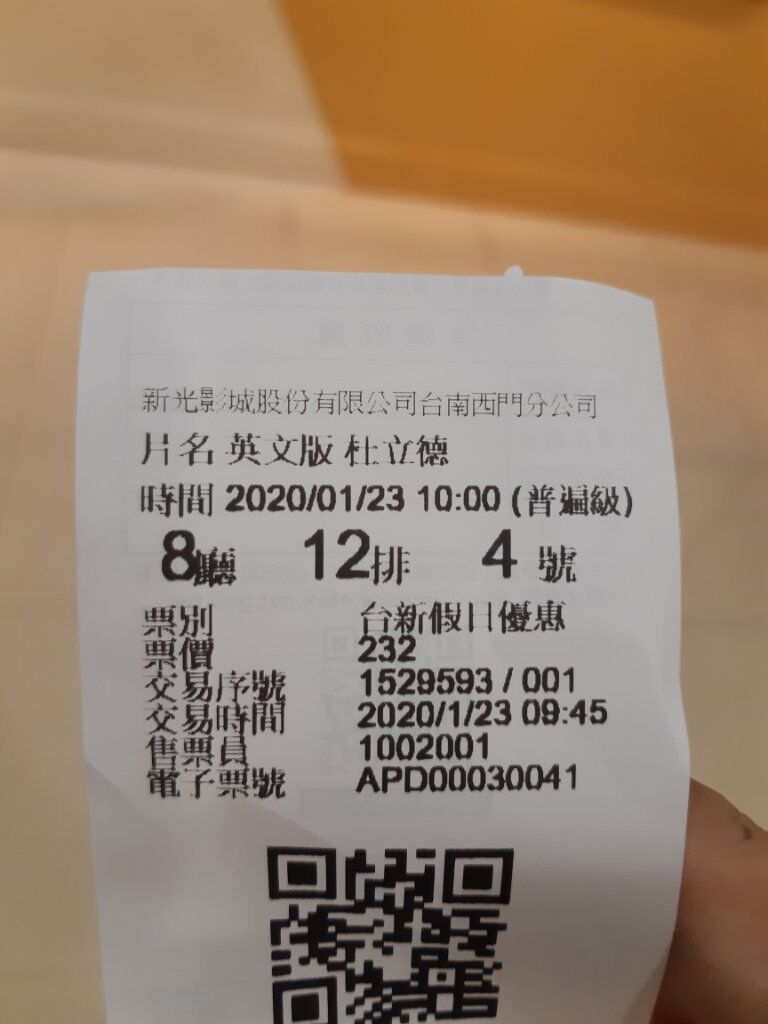 新光影城股份有限公司台南西門分公司
片名 英文版 杜立德
時間 2020/01/23 10:00 (普遍級)
8廳 12排 4 號
票別 台新假日優惠
票價 232
交易序號 1529593 / 001
交易時間 2020/1/23 09:45
售票員 1002001
電子票號 APD00030041